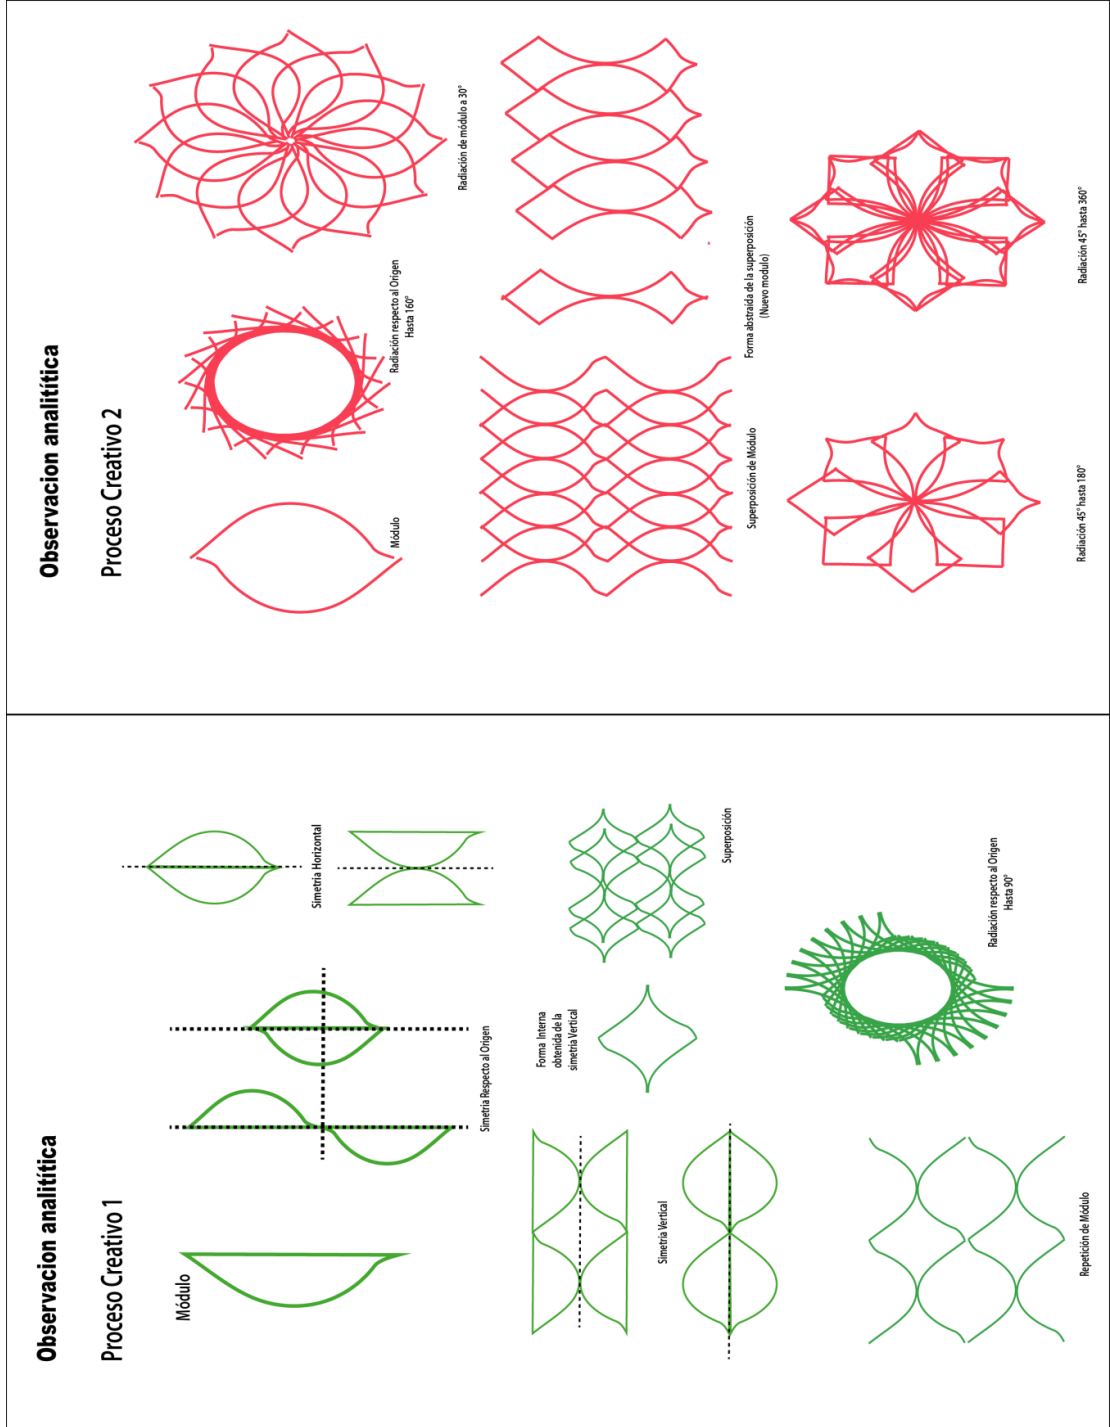 Observacion analitítica
Proceso Creativo 1
Módulo
Simetria Respecto al Origen
Simetria Horizontal
Simetria Vertical
Forma Interna
obtenida de la
simetria Vertical
Superposición
Repetición de Módulo
Radiación respecto al Origen
Hasta 90°
Observacion analitítica
Proceso Creativo 2
Módulo
Radiación respecto al Origen
Hasta 160°
Radiación de módulo a 30°
Superposición de Módulo
Forma abstraida de la superposición
(Nuevo modulo)
Radiación 45° hasta 180°
Radiación 45° hasta 360°